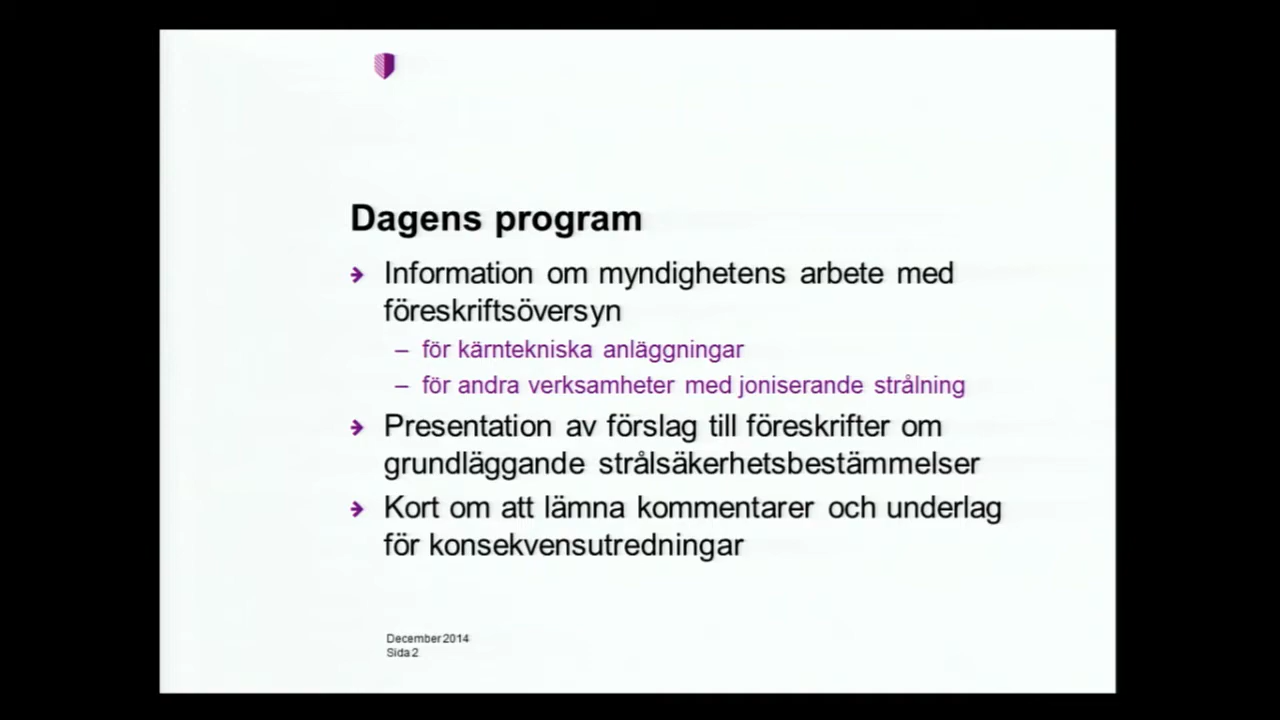 Dagens program
Information om myndighetens arbete med
föreskriftsöversyn
– för kärntekniska anläggningar
– för andra verksamheter med joniserande strålning
Presentation av förslag till föreskrifter om
grundläggande strålsäkerhetsbestämmelser
Kort om att lämna kommentarer och underlag
för konsekvensutredningar
December 2014
Sida 2